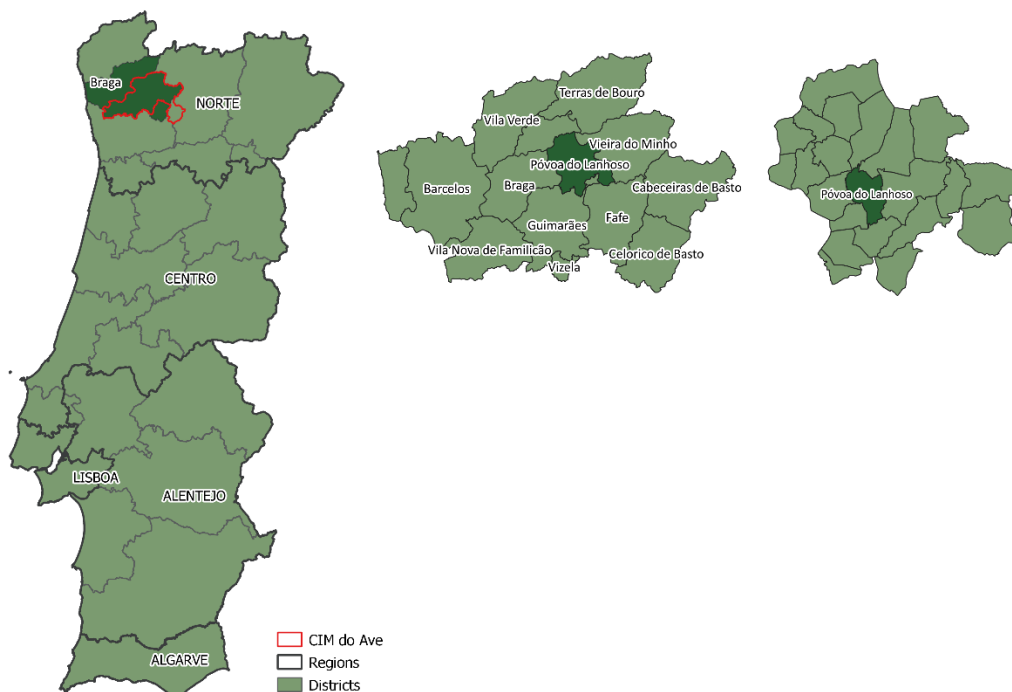 Braga
NORTE
CENTRO
LISBOA
ALENTEJO
ALGARVE
CIM do Ave
Regions
Districts
Terras de Bouro
Vila Verde
Vieira do Minho
Póvoa do Lanhoso
Barcelos
Braga
Cabeceiras de Basto
Guimarães
Fafe
Vila Nova de Familicão
Celorico de Basto
Vizela
Póvoa do Lanhoso